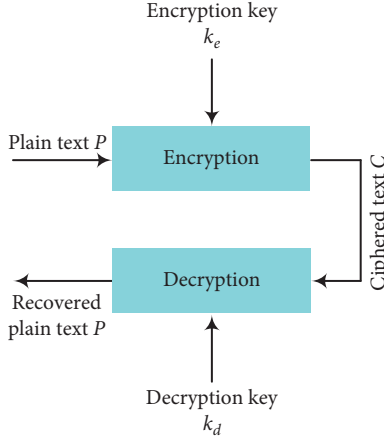 Encryption key
k_e
Plain text P
Encryption
Ciphered text C
Decryption
Recovered
plain text P
Decryption key
k_d